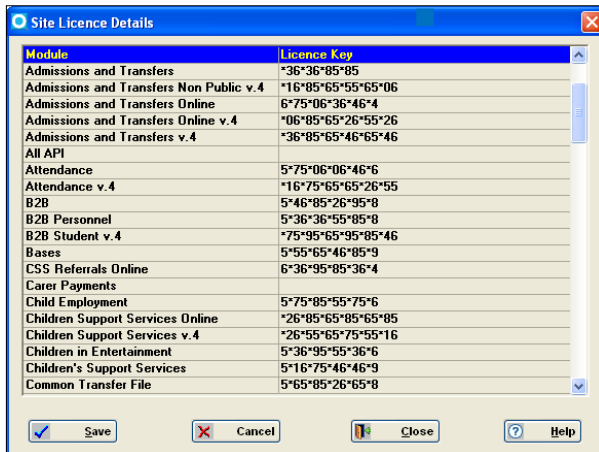 Site Licence Details
Module Licence Key
Admissions and Transfers *36*36*85*85
Admissions and Transfers Non Public v.4 *16*85*65*55*65*06
Admissions and Transfers Online 6*75*06*36*46*4
Admissions and Transfers Online v.4 *06*85*65*26*55*26
Admissions and Transfers v.4 *36*85*65*46*65*46
All API
Attendance 5*75*06*06*46*6
Attendance v.4 *16*75*65*65*26*55
B2B 5*46*85*26*95*8
B2B Personnel 5*36*36*55*85*8
B2B Student v.4 *75*95*65*95*85*46
Bases 5*55*65*46*85*9
CSS Referrals Online 6*36*95*85*36*4
Carer Payments
Child Employment 5*75*85*55*75*6
Children Support Services Online *26*85*65*85*65*85
Children Support Services v.4 *26*55*65*75*55*16
Children in Entertainment 5*36*95*55*36*6
Children's Support Services 5*16*75*46*46*9
Common Transfer File 5*65*85*26*65*8
Save Cancel Close Help